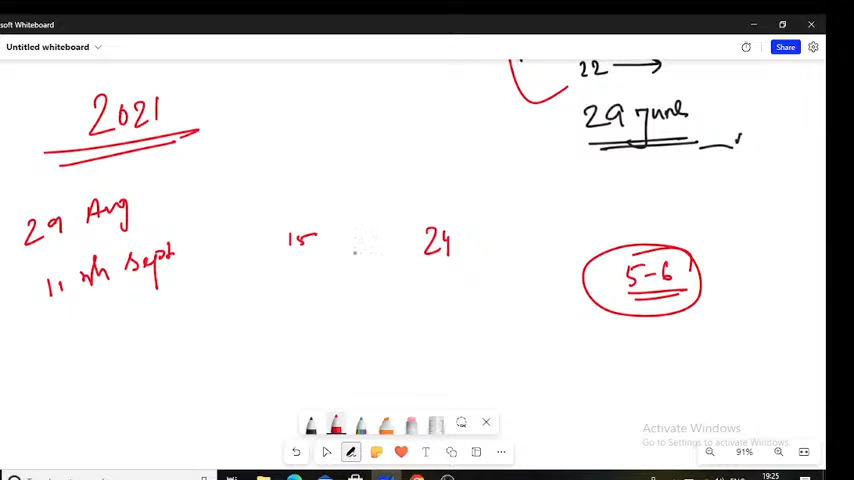 soft Whiteboard
Untitled whiteboard
Share
22
29 june
2021
29 Aug
11 th Sept
15
24
5-6
Activate Windows
Go to Settings to activate Windows.
91%
19:25